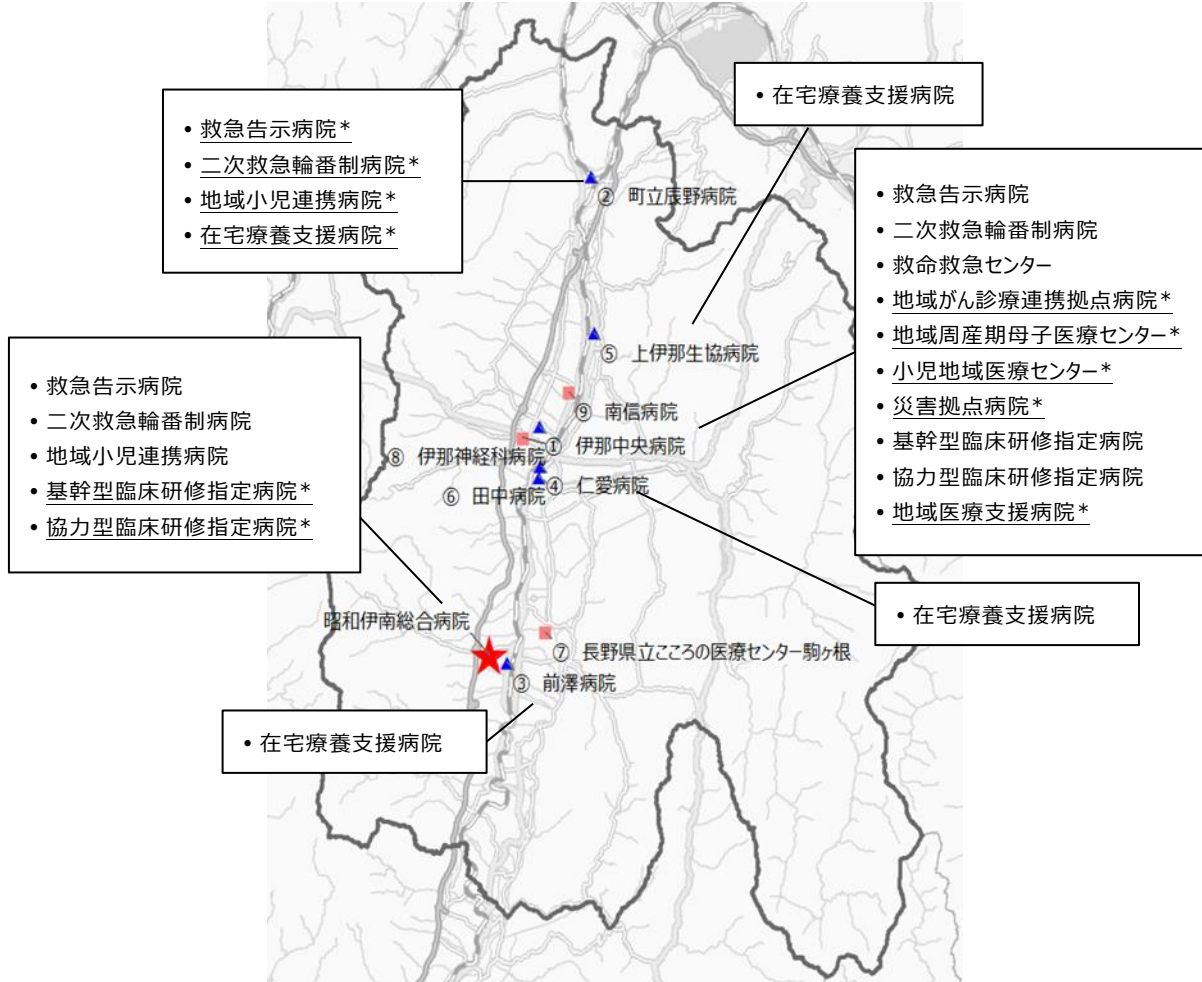 • 在宅療養支援病院
• 救急告示病院*
• 二次救急輪番制病院*
• 地域小児連携病院*
• 在宅療養支援病院*
② 町立辰野病院
• 救急告示病院
• 二次救急輪番制病院
• 救命救急センター
• 地域がん診療連携拠点病院*
• 地域周産期母子医療センター*
• 小児地域医療センター*
• 災害拠点病院*
• 基幹型臨床研修指定病院
• 協力型臨床研修指定病院
• 地域医療支援病院*
⑤ 上伊那生協病院
• 救急告示病院
• 二次救急輪番制病院
• 地域小児連携病院
• 基幹型臨床研修指定病院*
• 協力型臨床研修指定病院*
⑨ 南信病院
① 伊那中央病院
⑧ 伊那神経科病院
④ 仁愛病院
⑥ 田中病院
• 在宅療養支援病院
昭和伊南総合病院
⑦ 長野県立こころの医療センター駒ヶ根
③ 前澤病院
• 在宅療養支援病院